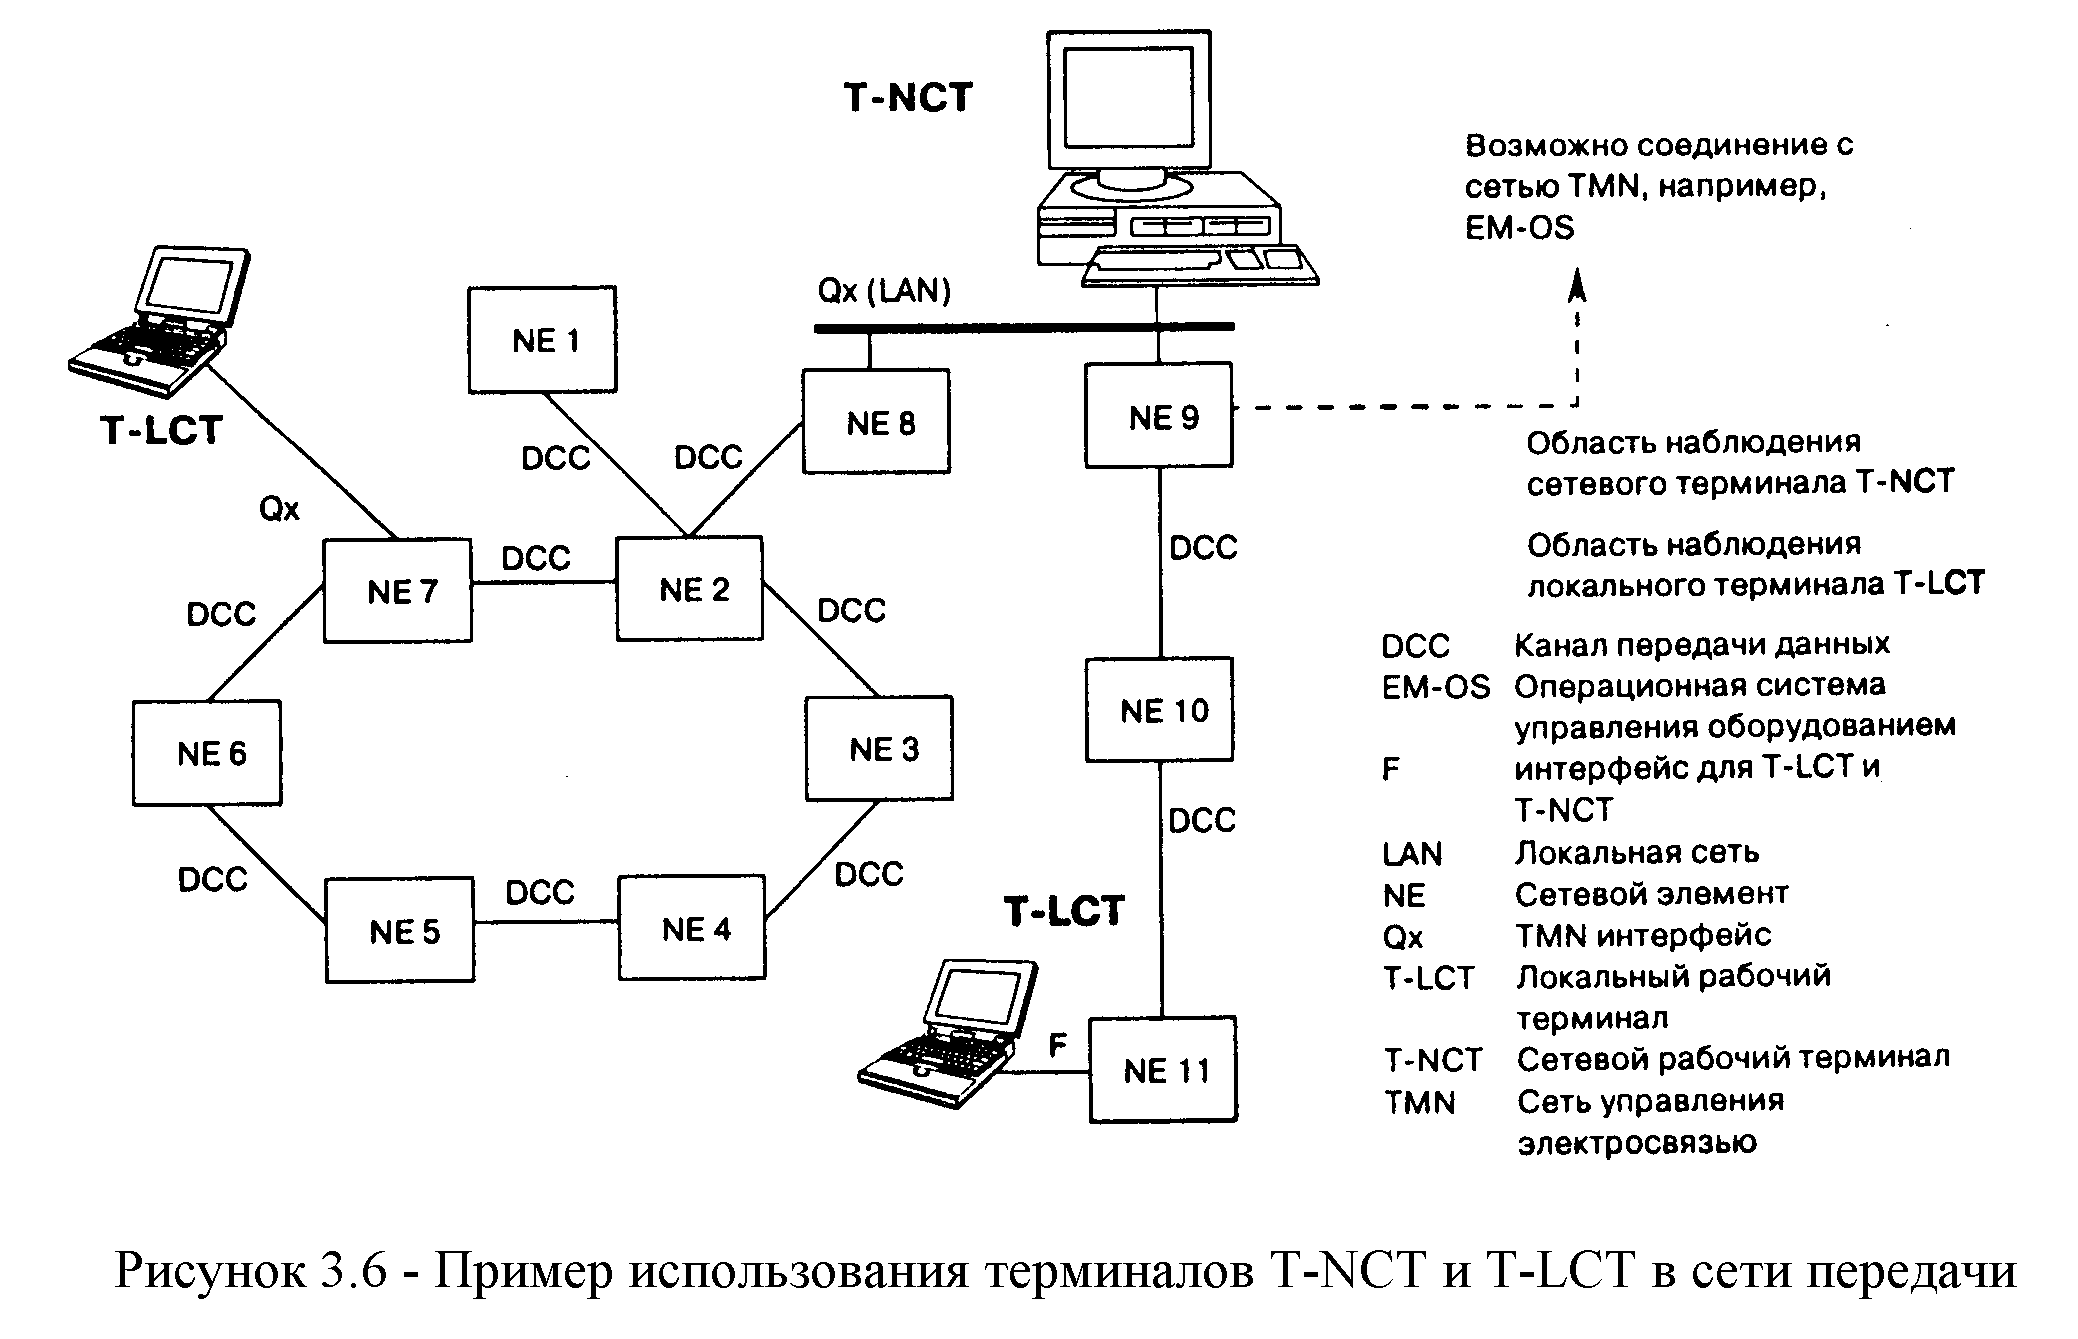 T-NCT
Возможно соединение с
сетью TMN, например,
EM-OS
Qx (LAN)
NE 1
T-LCT
NE 8
NE 9
DCC
DCC
Область наблюдения
сетевого терминала T-NCT
Qx
DCC
DCC
Область наблюдения
локального терминала T-LCT
NE 7
NE 2
DCC
DCC
DCC Канал передачи данных
EM-OS Операционная система
управления оборудованием
NE 6
NE 3
NE 10
F интерфейс для T-LCT и
T-NCT
DCC
LAN Локальная сеть
DCC
DCC
DCC
NE Сетевой элемент
T-LCT
NE 5
NE 4
Qx TMN интерфейс
T-LCT Локальный рабочий
терминал
F
NE 11
T-NCT Сетевой рабочий терминал
TMN Сеть управления
электросвязью
Рисунок 3.6 - Пример использования терминалов T-NCT и T-LCT в сети передачи